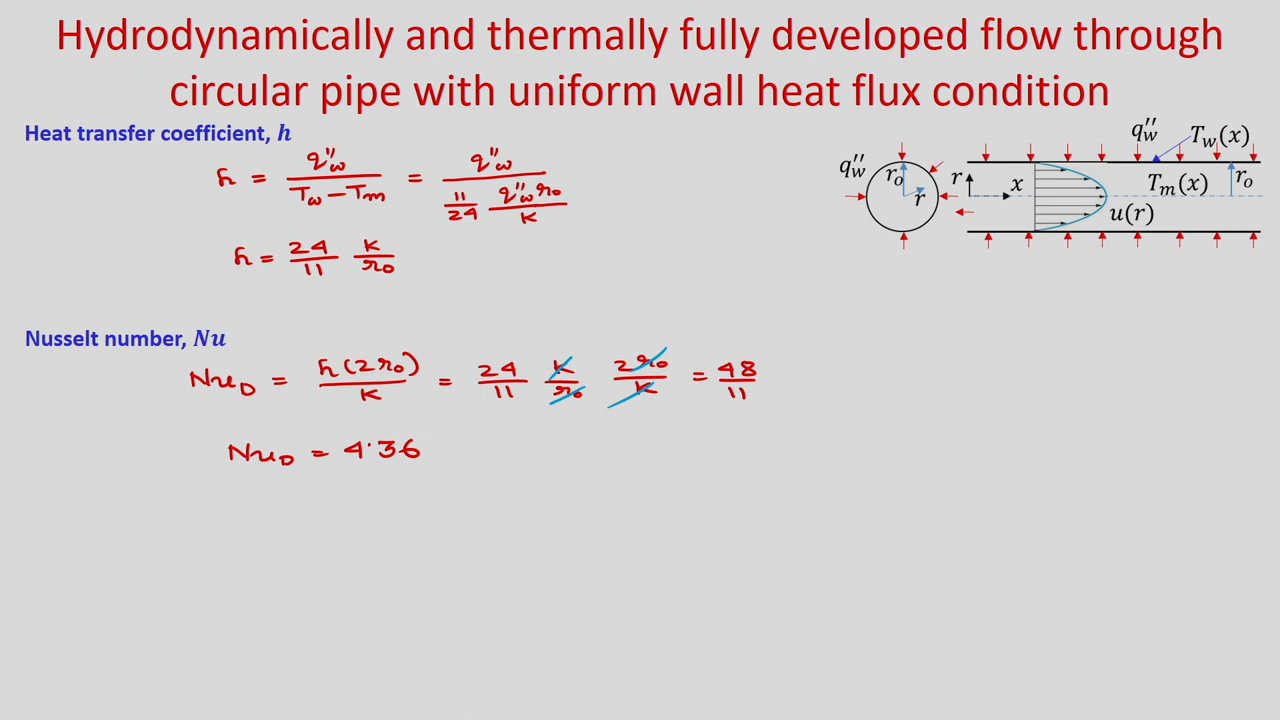 Hydrodynamically and thermally fully developed flow through
circular pipe with uniform wall heat flux condition
Heat transfer coefficient, h
h = q''w / (Tw − Tm) = q''w / (11/24 q''w r₀ / K)
h = 24/11 K/r₀
Nusselt number, Nu
Nu_D = h(2r₀)/K = 24/11 K/r₀ 2r₀/K = 48/11
Nu_D = 4.36
q''w
r₀
r
r
x
q''w
Tw(x)
Tm(x)
r₀
u(r)